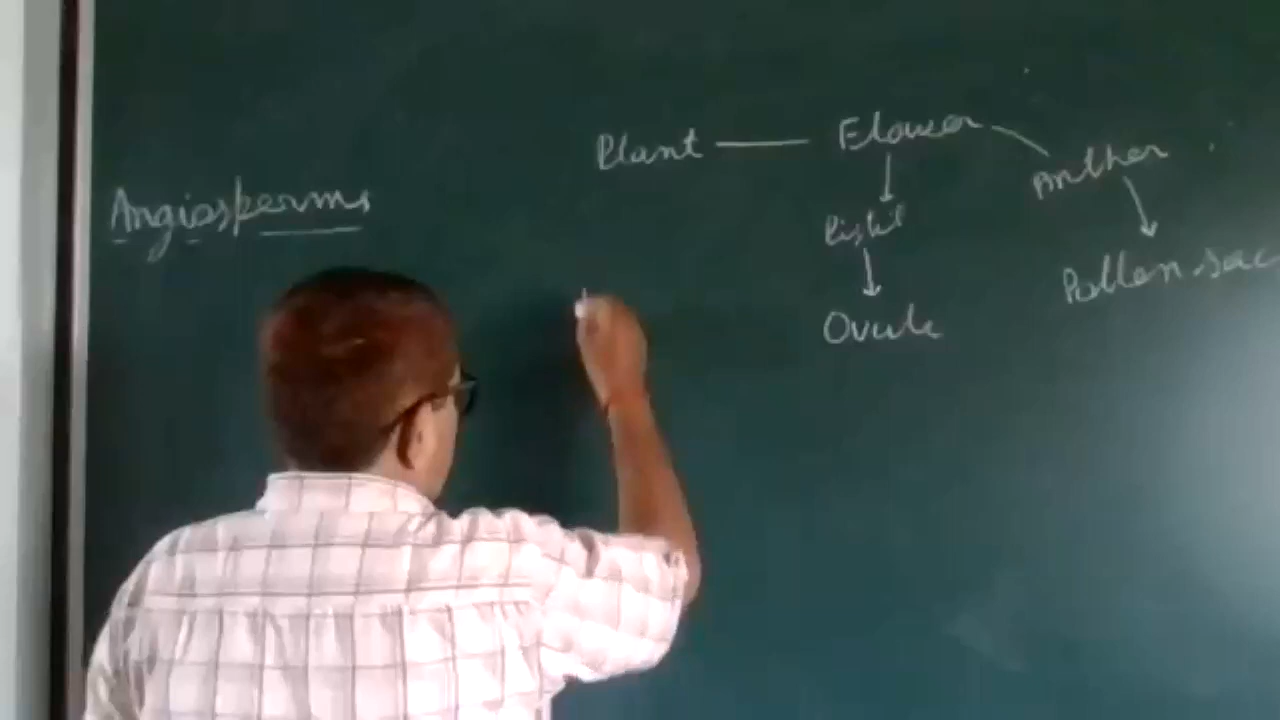 Plant — Flower
Anther
Angiosperms
Pistil
Pollen sac
Ovule